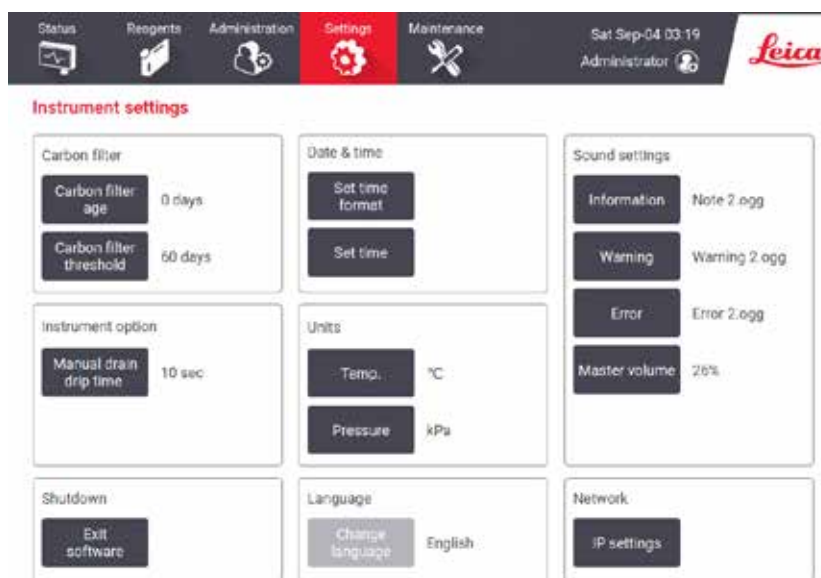 Status Reagents Administration Settings Maintenance
Sat Sep-04 03:19
Administrator
Leica
Instrument settings
Carbon filter
Carbon filter
age
0 days
Carbon filter
threshold
60 days
Date & time
Set time
format
Set time
Sound settings
Information
Note 2.ogg
Warning
Warning 2.ogg
Error
Error 2.ogg
Master volume
26%
Instrument option
Manual drain
drip time
10 sec
Units
Temp.
°C
Pressure
kPa
Shutdown
Exit
software
Language
Change
language
English
Network
IP settings